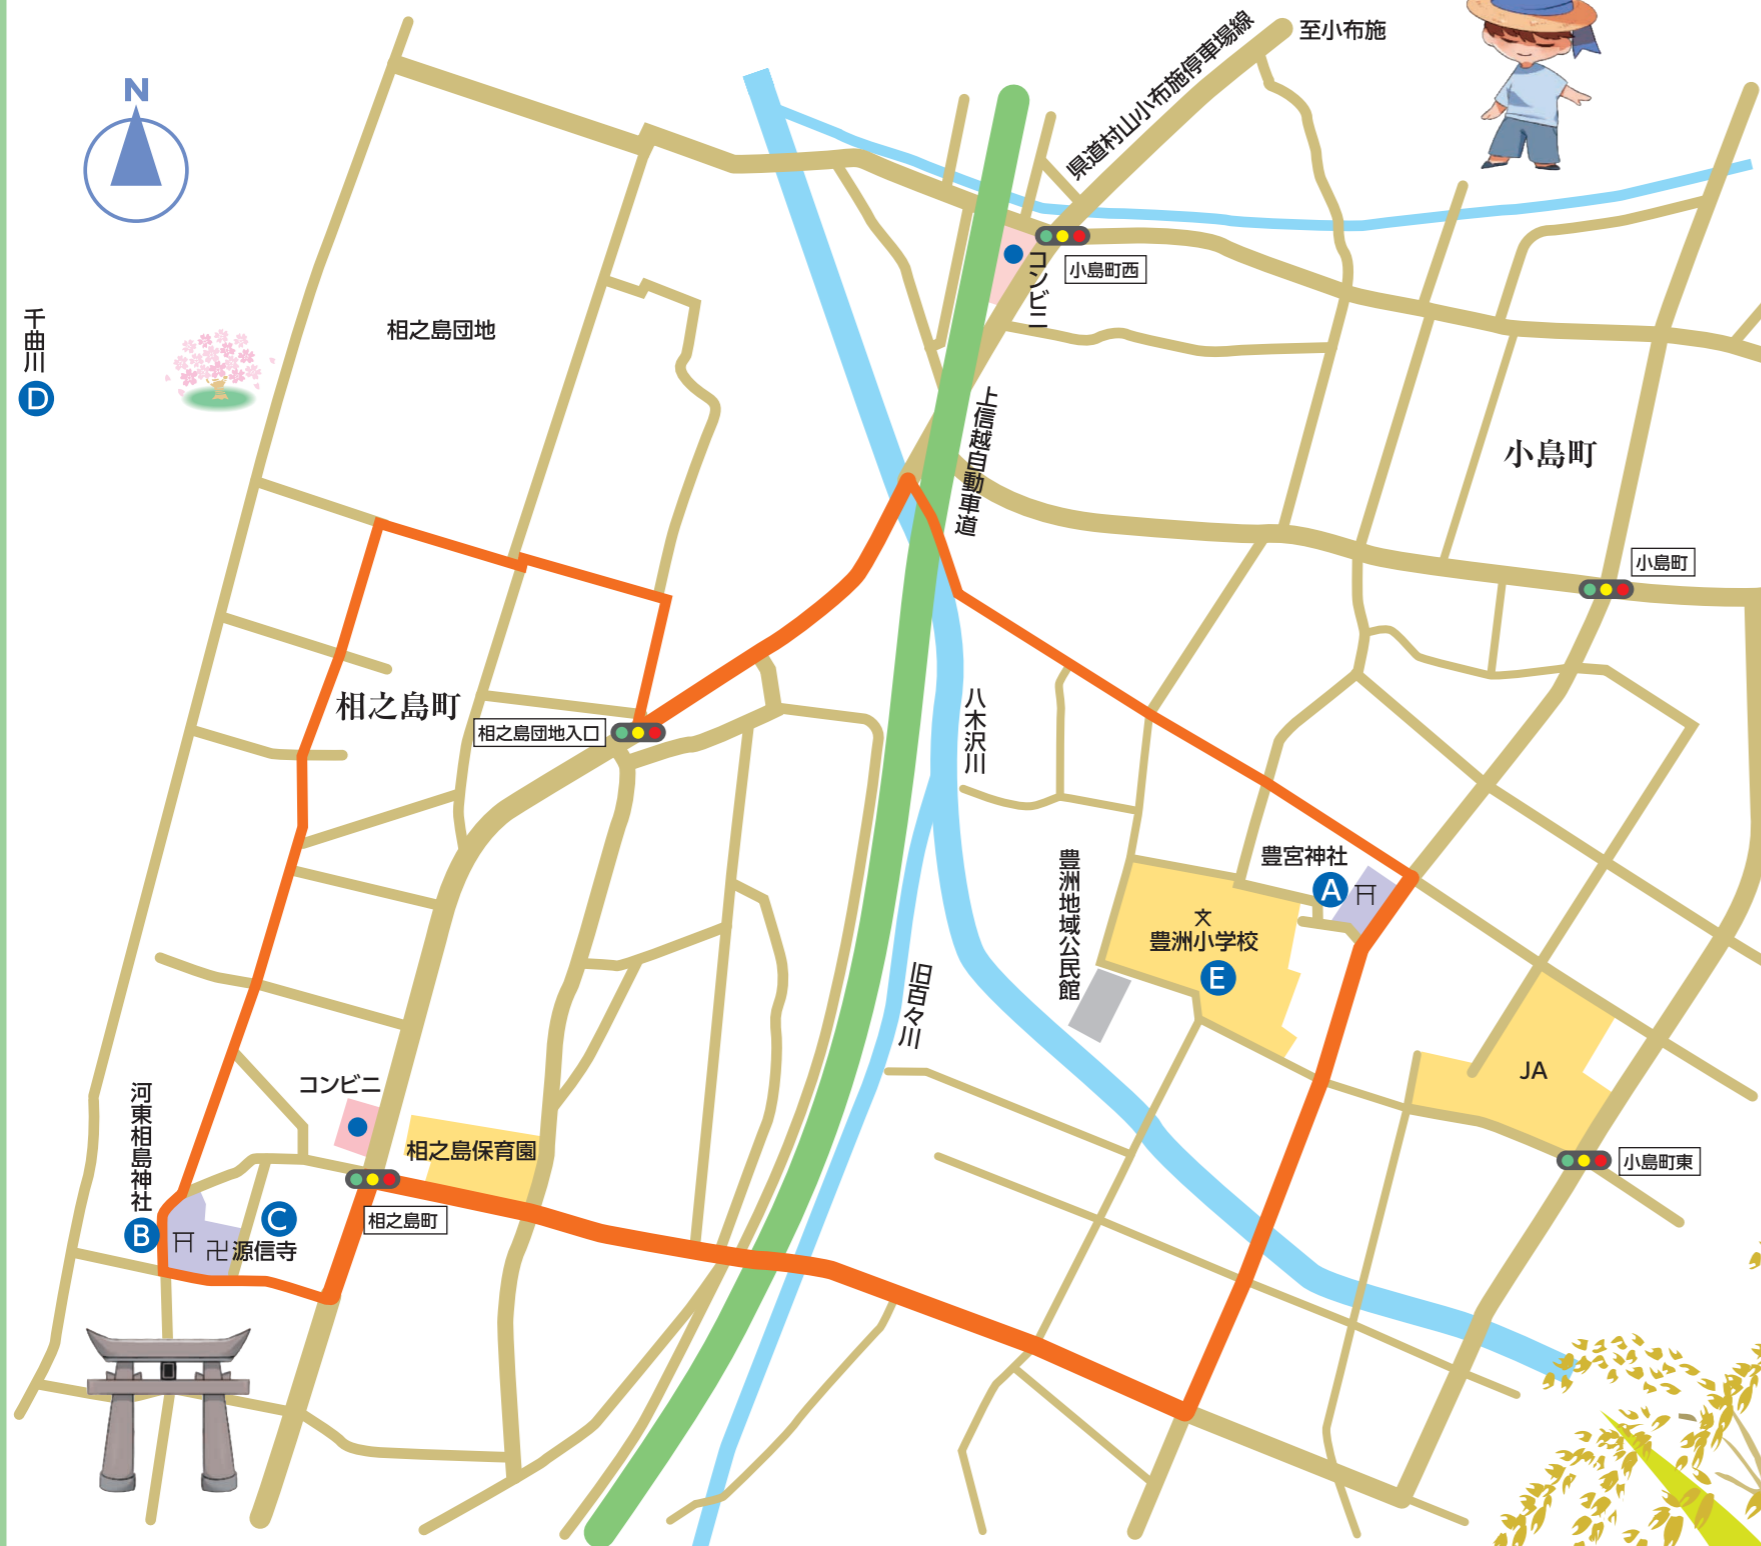 N
至小布施
県道村山小布施停車場線
コンビニ
小島町西
千曲川
D
相之島団地
上信越自動車道
小島町
小島町
相之島町
相之島団地入口
八木沢川
豊洲地域公民館
豊宮神社
A
文
豊洲小学校
E
旧百々川
JA
小島町東
コンビニ
相之島保育園
河東相島神社
B
C
卍源信寺
相之島町